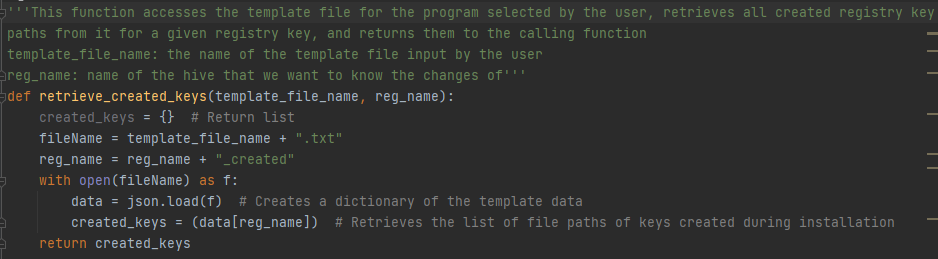 '''This function accesses the template file for the program selected by the user, retrieves all created registry key
paths from it for a given registry key, and returns them to the calling function
template_file_name: the name of the template file input by the user
reg_name: name of the hive that we want to know the changes of'''
def retrieve_created_keys(template_file_name, reg_name):
    created_keys = {}  # Return list
    fileName = template_file_name + ".txt"
    reg_name = reg_name + "_created"
    with open(fileName) as f:
        data = json.load(f)  # Creates a dictionary of the template data
        created_keys = (data[reg_name])  # Retrieves the list of file paths of keys created during installation
    return created_keys